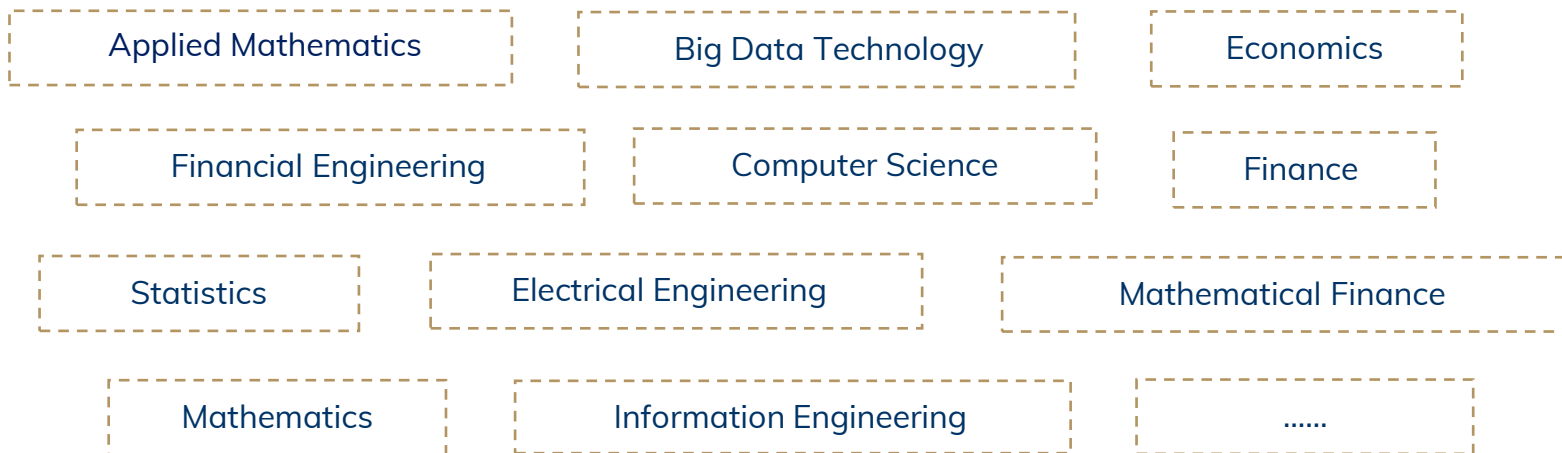 Applied Mathematics
Big Data Technology
Economics
Financial Engineering
Computer Science
Finance
Statistics
Electrical Engineering
Mathematical Finance
Mathematics
Information Engineering
......